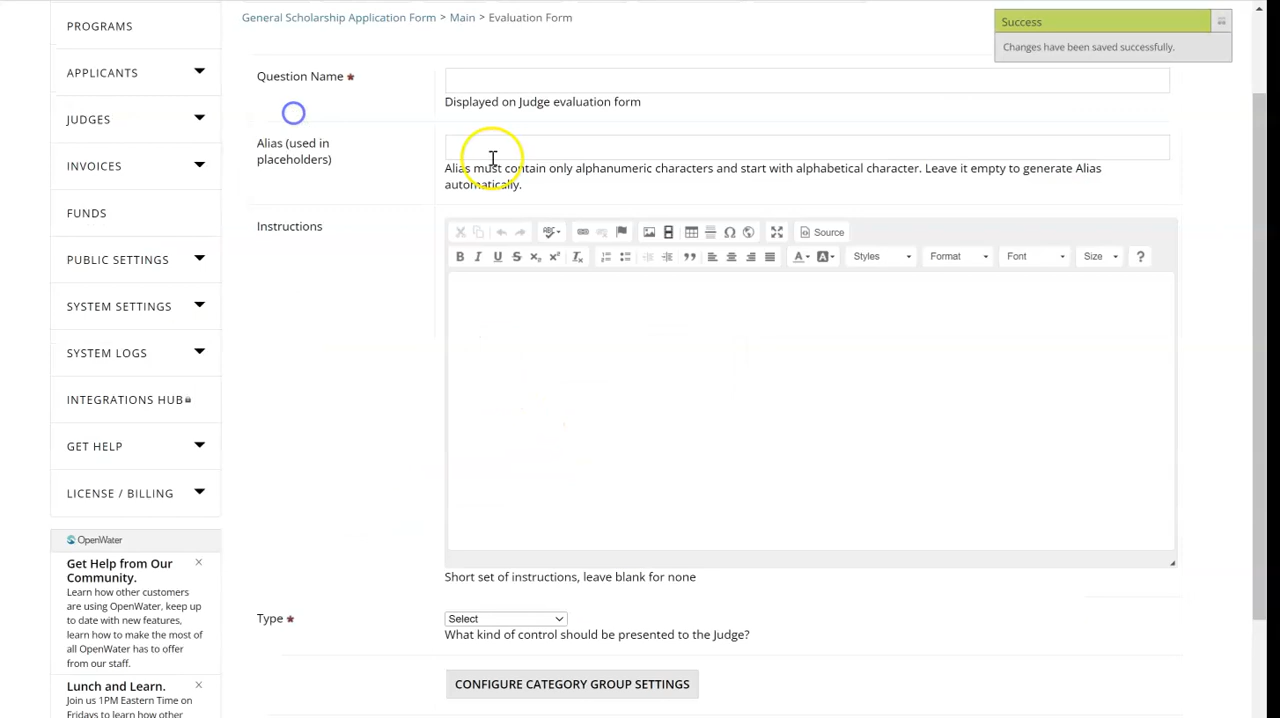 General Scholarship Application Form > Main > Evaluation Form
Success
Changes have been saved successfully.
PROGRAMS
APPLICANTS
JUDGES
INVOICES
FUNDS
PUBLIC SETTINGS
SYSTEM SETTINGS
SYSTEM LOGS
INTEGRATIONS HUB
GET HELP
LICENSE / BILLING
OpenWater
Get Help from Our
Community.
Learn how other customers
are using OpenWater, keep up
to date with new features,
learn how to make the most of
all OpenWater has to offer
from our staff.
Lunch and Learn.
Join us 1PM Eastern Time on
Fridays to learn how other
Question Name *
Displayed on Judge evaluation form
Alias (used in
placeholders)
Alias must contain only alphanumeric characters and start with alphabetical character. Leave it empty to generate Alias
automatically.
Instructions
Source
B I U S x₂ x² Tx A A Styles Format Font Size ?
Short set of instructions, leave blank for none
Type *
Select
What kind of control should be presented to the Judge?
CONFIGURE CATEGORY GROUP SETTINGS